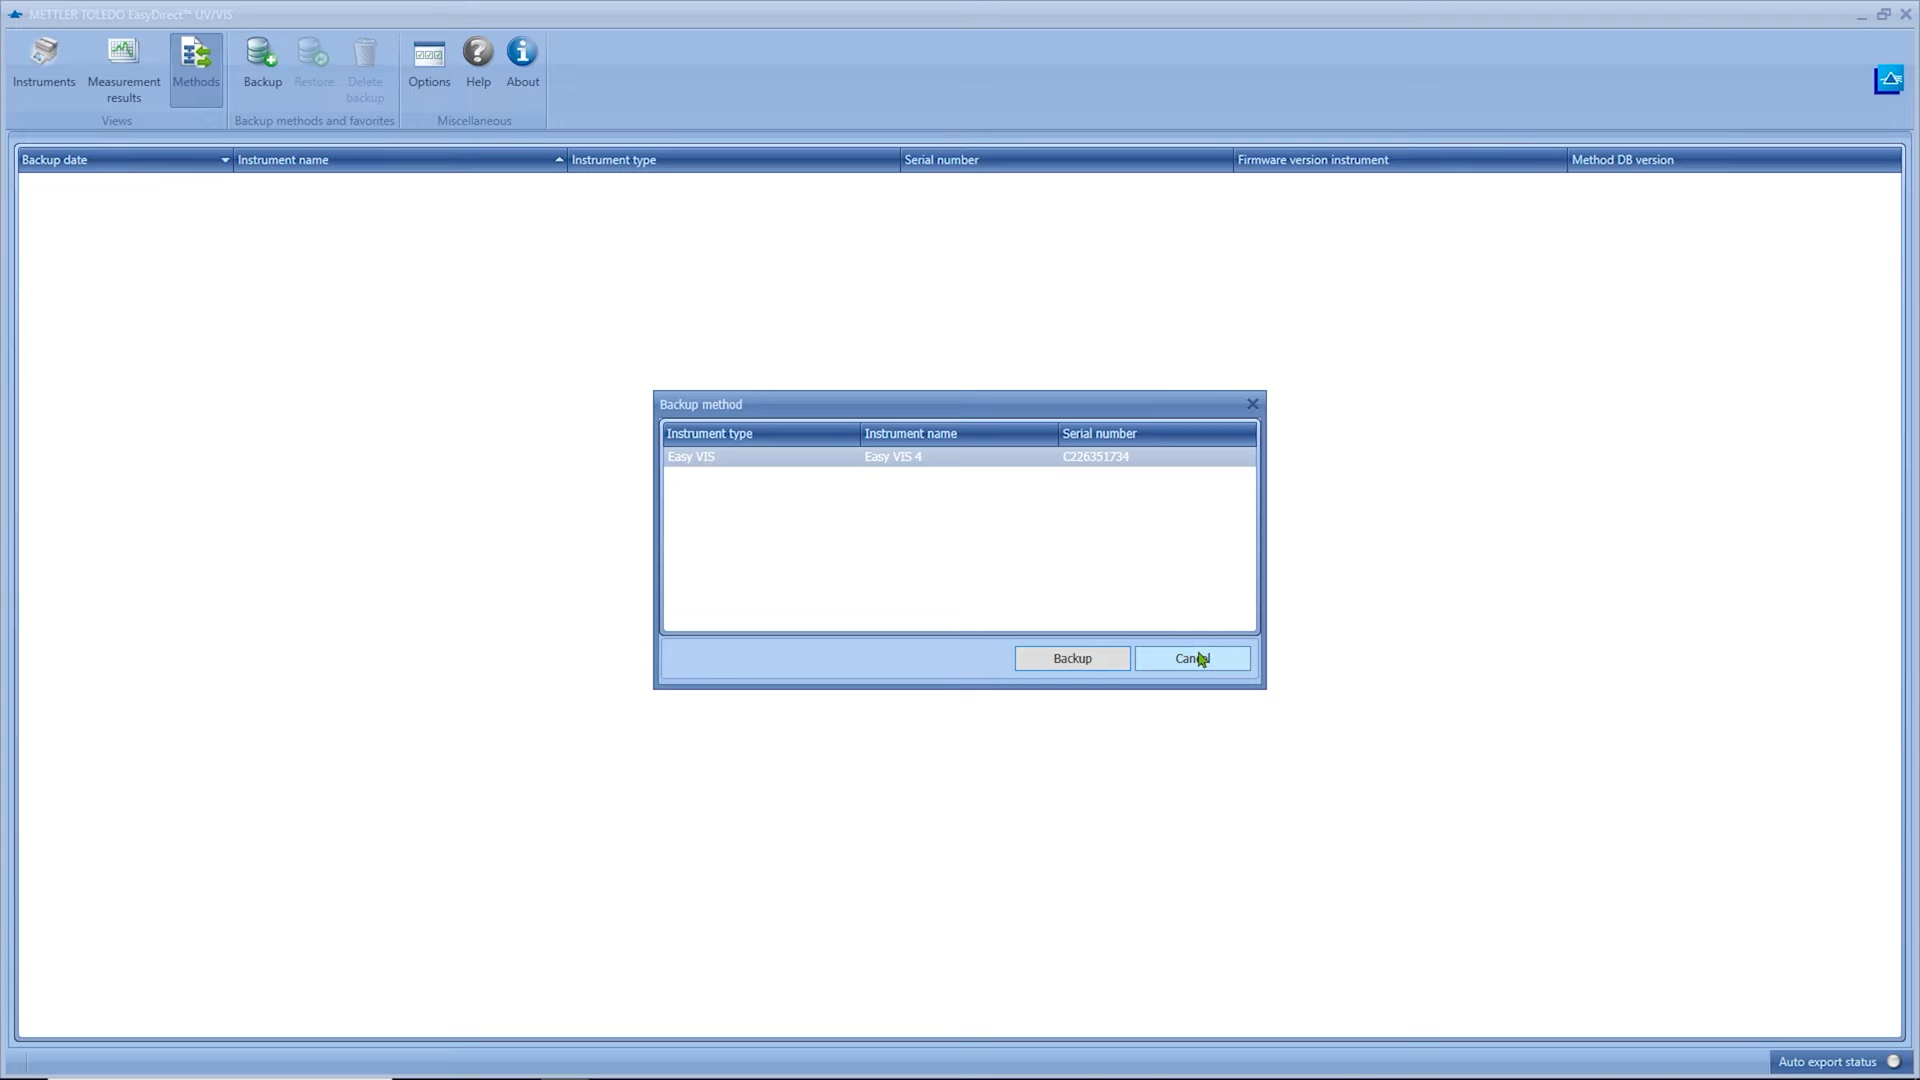 METTLER TOLEDO EasyDirect™ UV/VIS
Instruments
Measurement results
Methods
Backup
Restore
Delete backup
Options
Help
About
Views
Backup methods and favorites
Miscellaneous
Backup date
Instrument name
Instrument type
Serial number
Firmware version instrument
Method DB version
Backup method
Instrument type
Instrument name
Serial number
Easy VIS
Easy VIS 4
C226351734
Backup
Cancel
Auto export status